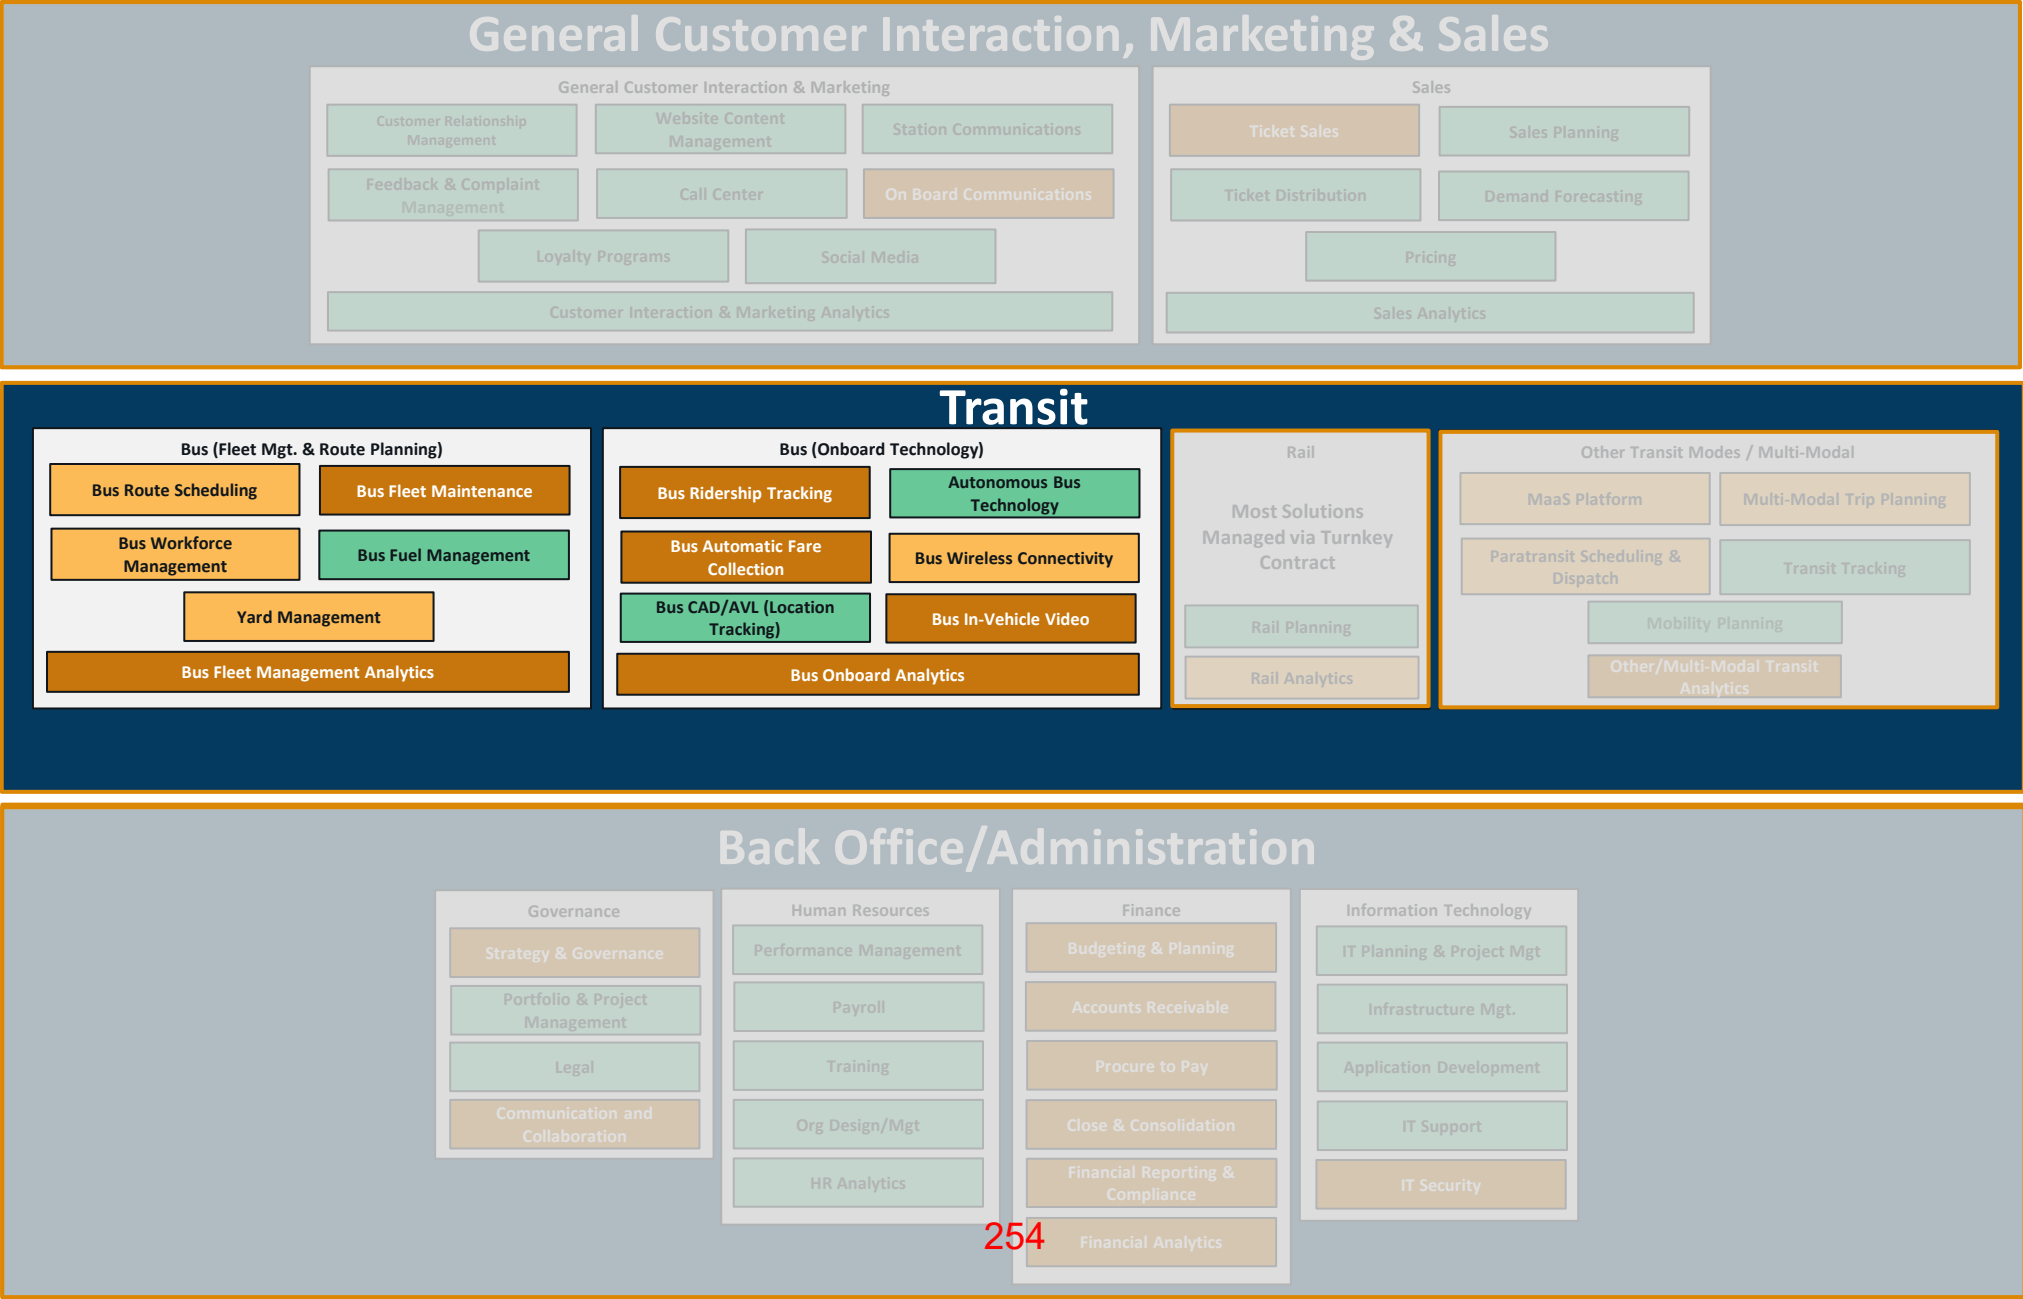 General Customer Interaction, Marketing & Sales
General Customer Interaction & Marketing
Customer Relationship
Management
Website Content
Management
Station Communications
Feedback & Complaint
Management
Call Center
On Board Communications
Loyalty Programs
Social Media
Customer Interaction & Marketing Analytics
Sales
Ticket Sales
Sales Planning
Ticket Distribution
Demand Forecasting
Pricing
Sales Analytics
Transit
Bus (Fleet Mgt. & Route Planning)
Bus Route Scheduling
Bus Fleet Maintenance
Bus Workforce
Management
Bus Fuel Management
Yard Management
Bus Fleet Management Analytics
Bus (Onboard Technology)
Bus Ridership Tracking
Autonomous Bus
Technology
Bus Automatic Fare
Collection
Bus Wireless Connectivity
Bus CAD/AVL (Location
Tracking)
Bus In-Vehicle Video
Bus Onboard Analytics
Rail
Most Solutions
Managed via Turnkey
Contract
Rail Planning
Rail Analytics
Other Transit Modes / Multi-Modal
MaaS Platform
Multi-Modal Trip Planning
Paratransit Scheduling &
Dispatch
Transit Tracking
Mobility Planning
Other/Multi-Modal Transit
Analytics
Back Office/Administration
Governance
Strategy & Governance
Portfolio & Project
Management
Legal
Communication and
Collaboration
Human Resources
Performance Management
Payroll
Training
Org Design/Mgt
HR Analytics
Finance
Budgeting & Planning
Accounts Receivable
Procure to Pay
Close & Consolidation
Financial Reporting &
Compliance
Financial Analytics
Information Technology
IT Planning & Project Mgt
Infrastructure Mgt.
Application Development
IT Support
IT Security
254